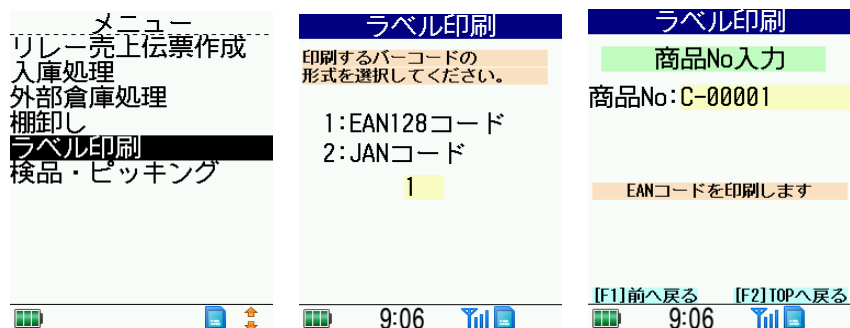 メニュー
リレー売上伝票作成
入庫処理
外部倉庫処理
棚卸し
ラベル印刷
検品・ピッキング
ラベル印刷
印刷するバーコードの
形式を選択してください。
1:EAN128コード
2:JANコード
1
9:06
ラベル印刷
商品No入力
商品No:C-00001
EANコードを印刷します
[F1]前へ戻る [F2]TOPへ戻る
9:06